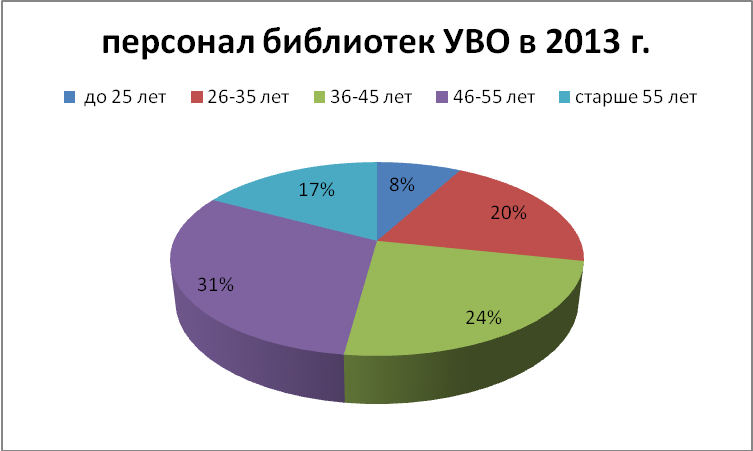 персонал библиотек УВО в 2013 г.
до 25 лет 26-35 лет 36-45 лет 46-55 лет старше 55 лет
8%
17%
20%
31%
24%